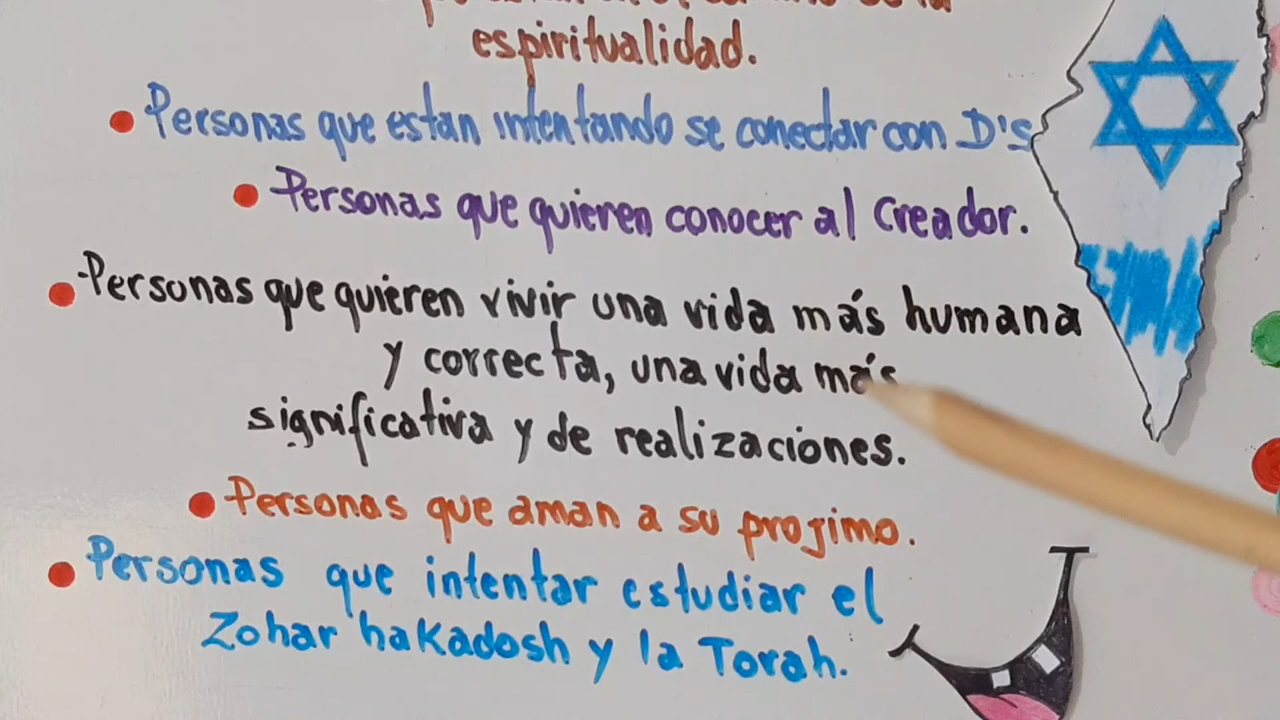 espiritualidad.
Personas que estan intentando se conectar con D's
Personas que quieren conocer al Creador.
Personas que quieren vivir una vida más humana
y correcta, una vida más
significativa y de realizaciones.
Personas que aman a su projimo.
Personas que intentar estudiar el
Zohar haKadosh y la Torah.